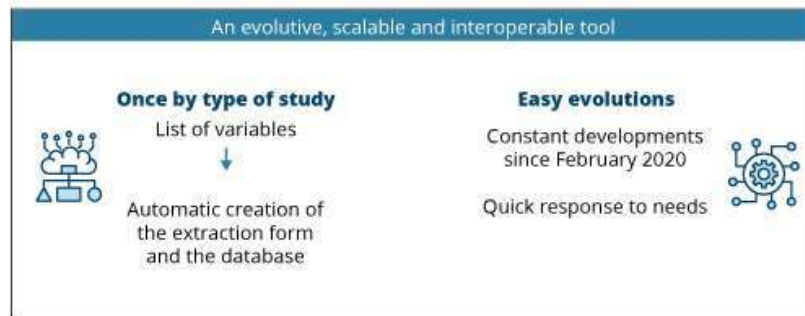 An evolutive, scalable and interoperable tool
Once by type of study
List of variables
Automatic creation of
the extraction form
and the database
Easy evolutions
Constant developments
since February 2020
Quick response to needs